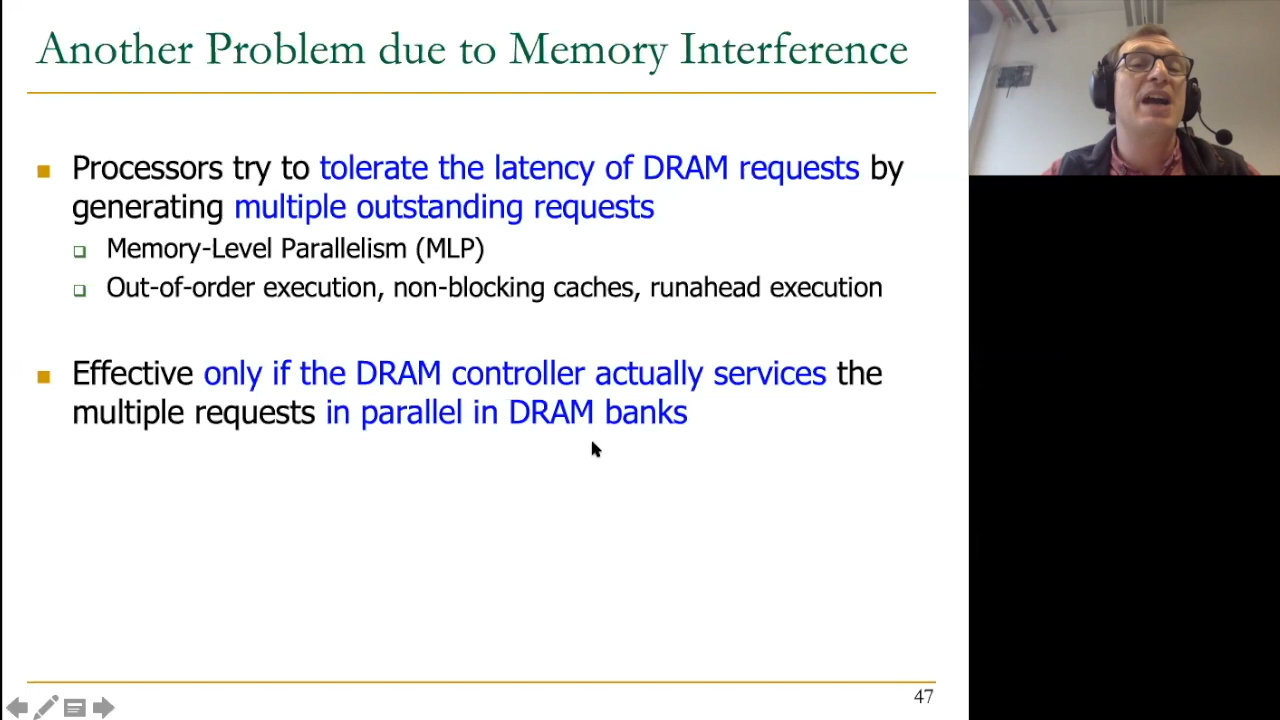 Another Problem due to Memory Interference
Processors try to tolerate the latency of DRAM requests by
generating multiple outstanding requests
Memory-Level Parallelism (MLP)
Out-of-order execution, non-blocking caches, runahead execution
Effective only if the DRAM controller actually services the
multiple requests in parallel in DRAM banks
47